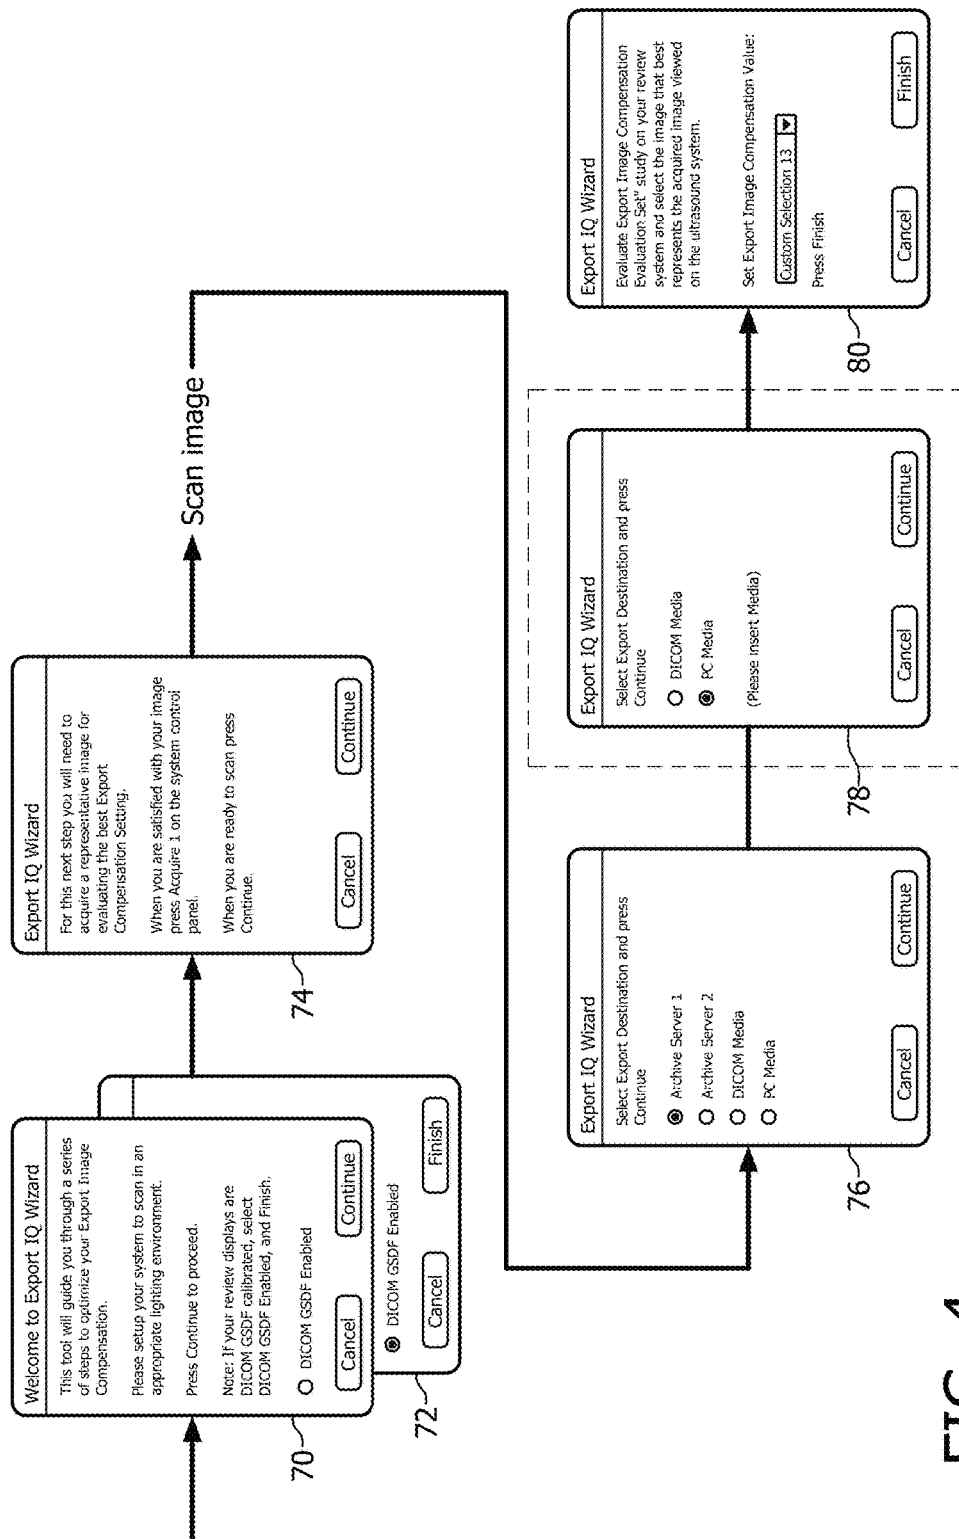 Welcome to Export IQ Wizard
This tool will guide you through a series
of steps to optimize your Export Image
Compensation.
Please setup your system to scan in an
appropriate lighting environment.
Press Continue to proceed.
Note: If your review displays are
DICOM GSDF calibrated, select
DICOM GSDF Enabled, and Finish.
DICOM GSDF Enabled
Cancel
Continue
70
DICOM GSDF Enabled
Cancel
Finish
72
Export IQ Wizard
For this next step you will need to
acquire a representative image for
evaluating the best Export
Compensation Setting.
When you are satisfied with your image
press Acquire 1 on the system control
panel.
When you are ready to scan press
Continue.
Cancel
Continue
74
Scan image
Export IQ Wizard
Select Export Destination and press
Continue
Archive Server 1
Archive Server 2
DICOM Media
PC Media
Cancel
Continue
76
Export IQ Wizard
Select Export Destination and press
Continue
DICOM Media
PC Media
(Please insert Media)
Cancel
Continue
78
Export IQ Wizard
Evaluate Export Image Compensation
Evaluation Set" study on your review
system and select the image that best
represents the acquired image viewed
on the ultrasound system.
Set Export Image Compensation Value:
Custom Selection 13
Press Finish
Cancel
Finish
80
FIG. 4